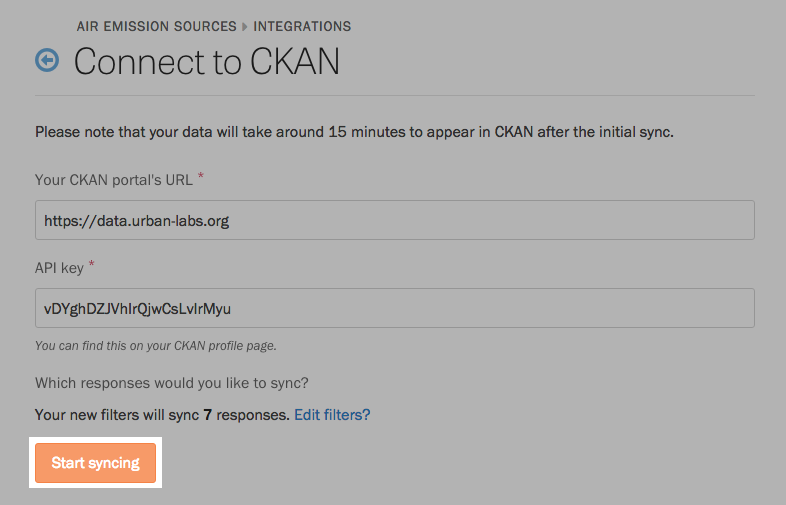 AIR EMISSION SOURCES ▸ INTEGRATIONS
Connect to CKAN
Please note that your data will take around 15 minutes to appear in CKAN after the initial sync.
Your CKAN portal's URL *
https://data.urban-labs.org
API key *
vDYghDZJVhIrQjwCsLvIrMyu
You can find this on your CKAN profile page.
Which responses would you like to sync?
Your new filters will sync 7 responses. Edit filters?
Start syncing